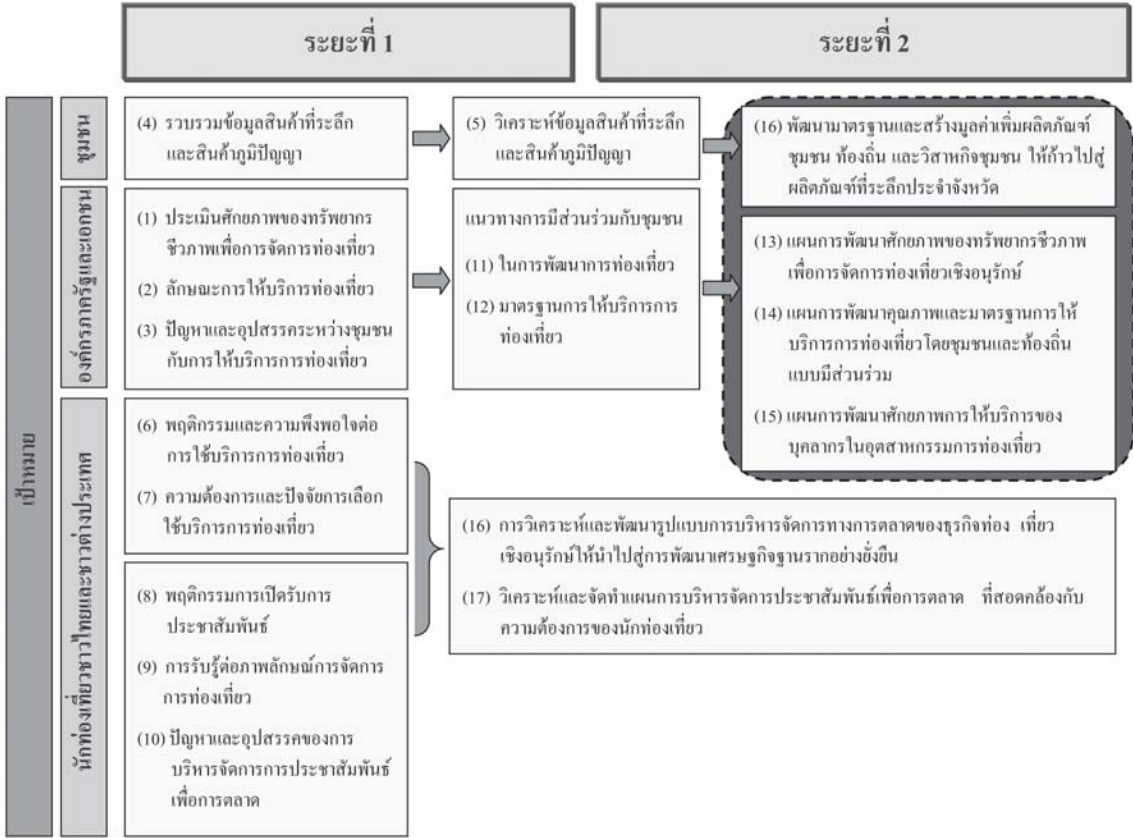 ระยะที่ 1
ระยะที่ 2
เป้าหมาย
ชุมชน
(4) รวบรวมข้อมูลสินค้าที่ระลึก
และสินค้าภูมิปัญญา
(5) วิเคราะห์ข้อมูลสินค้าที่ระลึก
และสินค้าภูมิปัญญา
(16) พัฒนามาตรฐานและสร้างมูลค่าเพิ่มผลิตภัณฑ์
ชุมชน ท้องถิ่น และวิสาหกิจชุมชน ให้ก้าวไปสู่
ผลิตภัณฑ์ที่ระลึกประจำจังหวัด
องค์กรภาครัฐและเอกชน
(1) ประเมินศักยภาพของทรัพยากร
ชีวภาพเพื่อการจัดการท่องเที่ยว
(2) ลักษณะการให้บริการท่องเที่ยว
(3) ปัญหาและอุปสรรคระหว่างชุมชน
กับการให้บริการการท่องเที่ยว
แนวทางการมีส่วนร่วมกับชุมชน
(11) ในการพัฒนาการท่องเที่ยว
(12) มาตรฐานการให้บริการการ
ท่องเที่ยว
(13) แผนการพัฒนาศักยภาพของทรัพยากรชีวภาพ
เพื่อการจัดการท่องเที่ยวเชิงอนุรักษ์
(14) แผนการพัฒนาคุณภาพและมาตรฐานการให้
บริการการท่องเที่ยวโดยชุมชนและท้องถิ่น
แบบมีส่วนร่วม
(15) แผนการพัฒนาศักยภาพการให้บริการของ
บุคลากรในอุตสาหกรรมการท่องเที่ยว
นักท่องเที่ยวชาวไทยและชาวต่างประเทศ
(6) พฤติกรรมและความพึงพอใจต่อ
การใช้บริการการท่องเที่ยว
(7) ความต้องการและปัจจัยการเลือก
ใช้บริการการท่องเที่ยว
(8) พฤติกรรมการเปิดรับการ
ประชาสัมพันธ์
(9) การรับรู้ต่อภาพลักษณ์การจัดการ
การท่องเที่ยว
(10) ปัญหาและอุปสรรคของการ
บริหารจัดการการประชาสัมพันธ์
เพื่อการตลาด
(16) การวิเคราะห์และพัฒนารูปแบบการบริหารจัดการทางการตลาดของธุรกิจท่อง เที่ยว
เชิงอนุรักษ์ให้นำไปสู่การพัฒนาเศรษฐกิจฐานรากอย่างยั่งยืน
(17) วิเคราะห์และจัดทำแผนการบริหารจัดการประชาสัมพันธ์เพื่อการตลาด ที่สอดคล้องกับ
ความต้องการของนักท่องเที่ยว